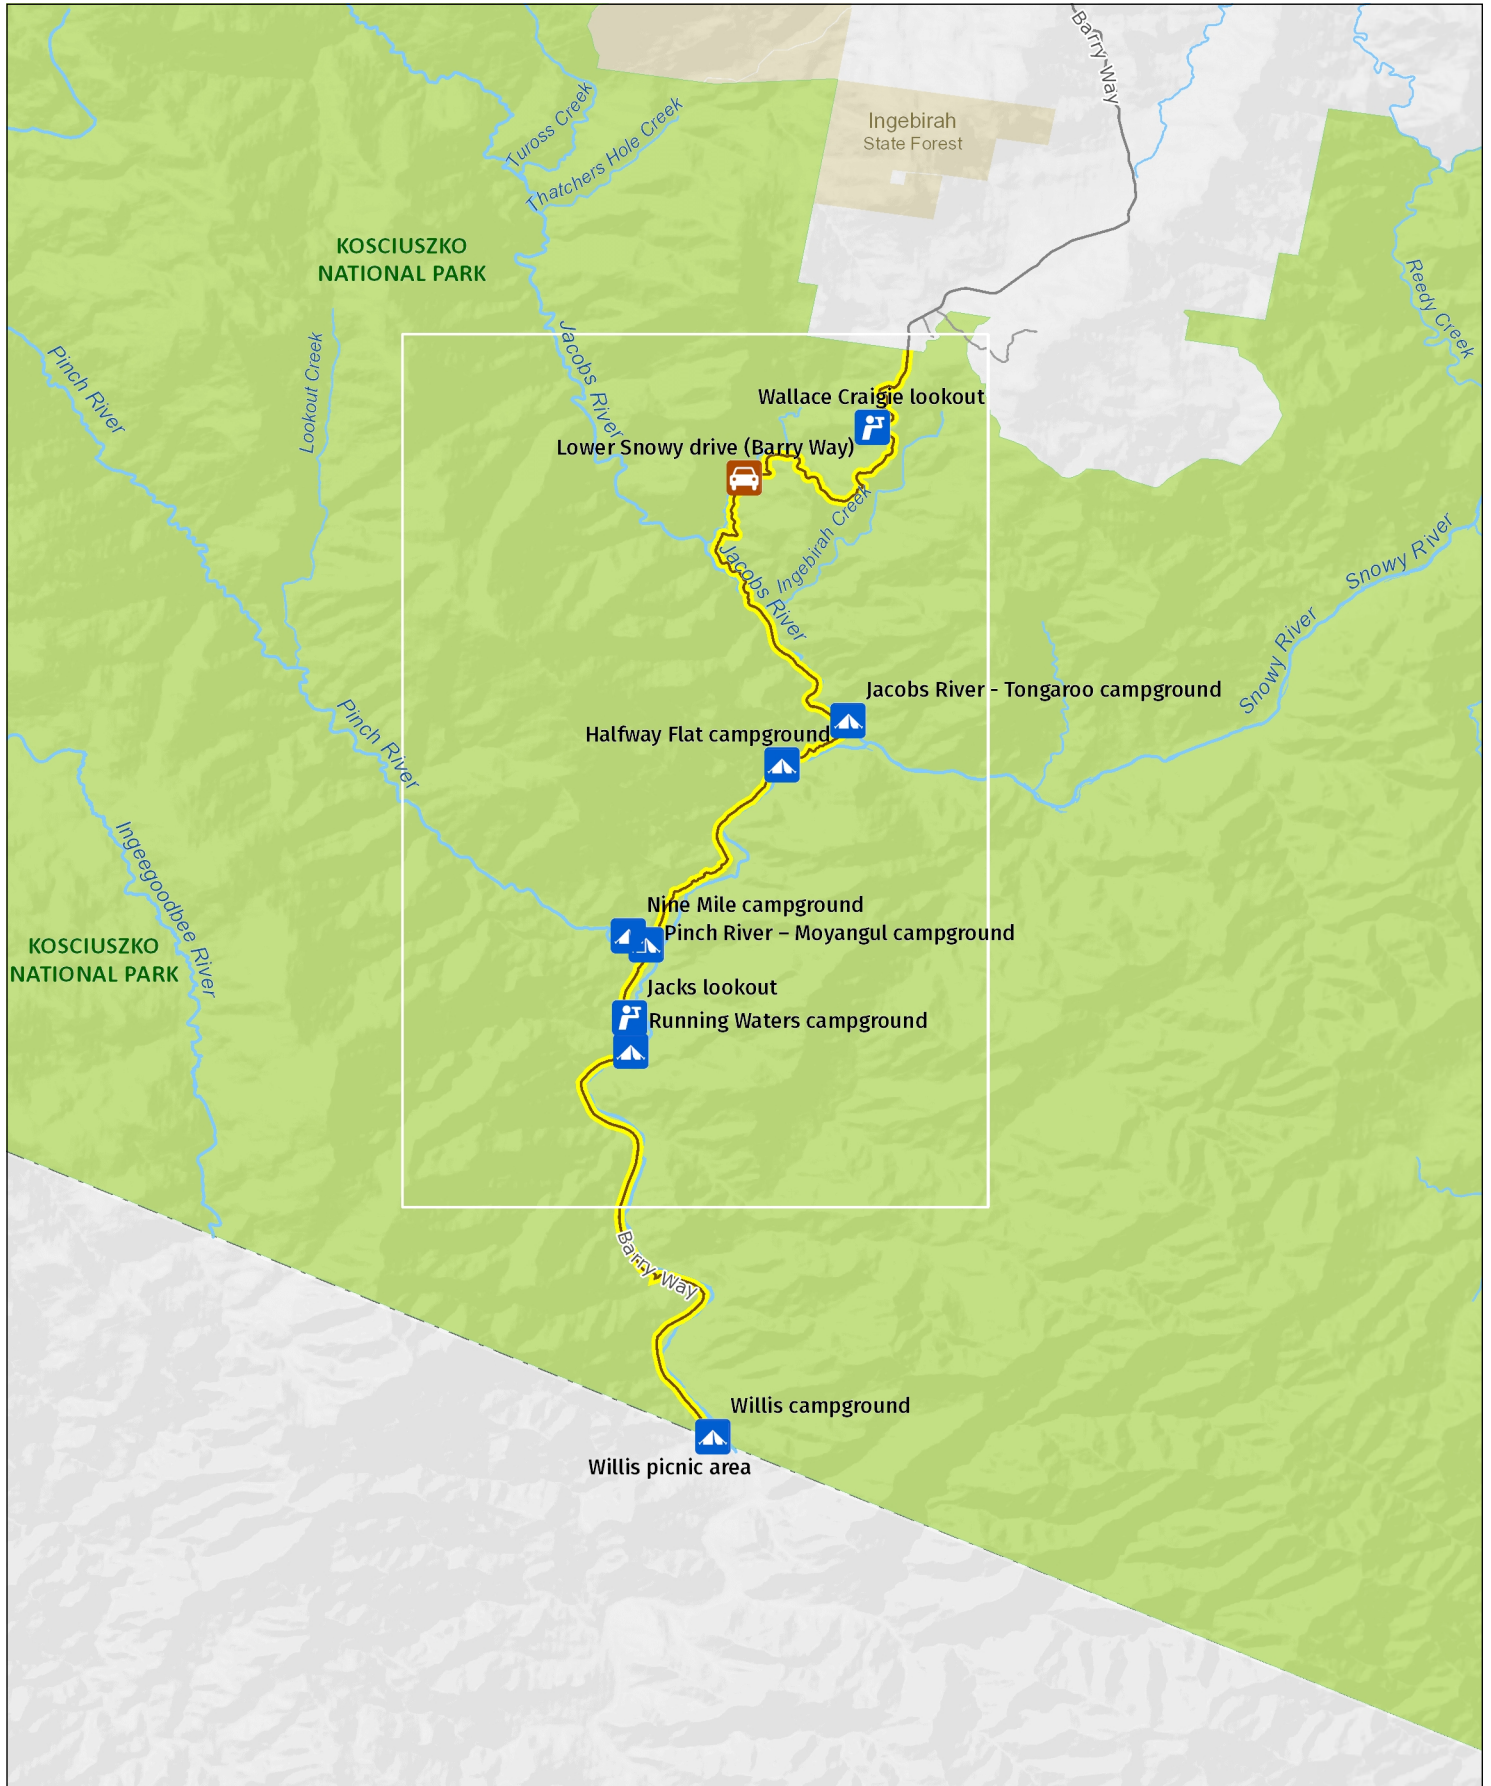 Barry Way
Tuross Creek
Thatchers Hole Creek
Ingebirah
State Forest
KOSCIUSZKO
NATIONAL PARK
Reedy Creek
Pinch River
Lookout Creek
Jacobs River
Wallace Craigie lookout
Lower Snowy drive (Barry Way)
Ingebirah Creek
Jacobs River
Snowy River
Snowy River
Jacobs River - Tongaroo campground
Pinch River
Halfway Flat campground
Ingeegoodbee River
Nine Mile campground
Pinch River – Moyangul campground
KOSCIUSZKO
NATIONAL PARK
Jacks lookout
Running Waters campground
Barry Way
Willis campground
Willis picnic area